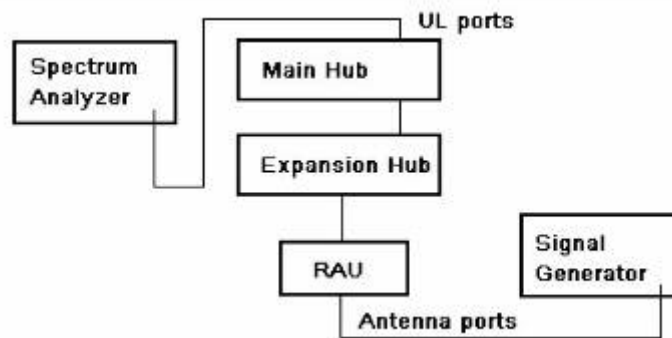 UL ports
Spectrum
Analyzer
Main Hub
Expansion Hub
RAU
Signal
Generator
Antenna ports